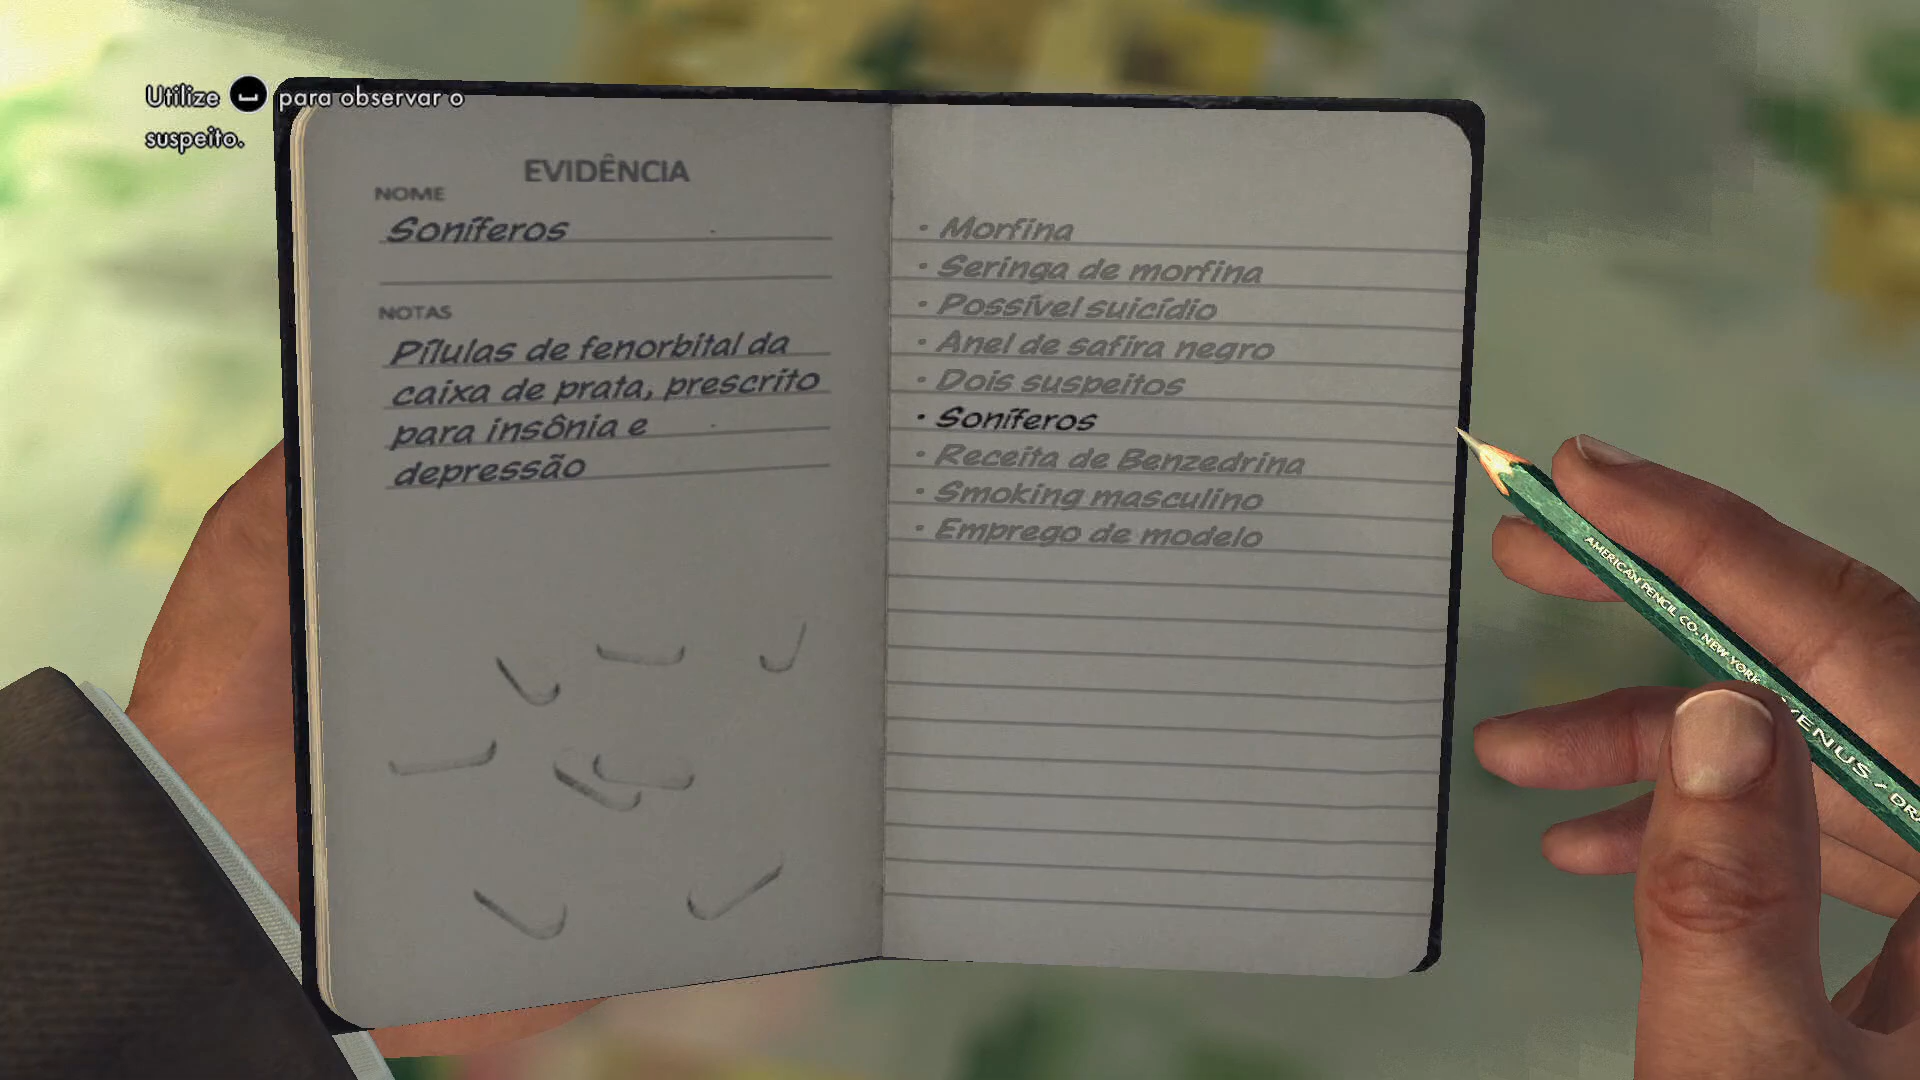 Utilize para observar o
suspeito.
EVIDÊNCIA
NOME
Soníferos
NOTAS
Pílulas de fenorbital da
caixa de prata, prescrito
para insônia e
depressão
• Morfina
• Seringa de morfina
• Possível suicídio
• Anel de safira negro
• Dois suspeitos
• Soníferos
• Receita de Benzedrina
• Smoking masculino
• Emprego de modelo
AMERICAN PENCIL CO. NEW YORK
VENUS / DRA